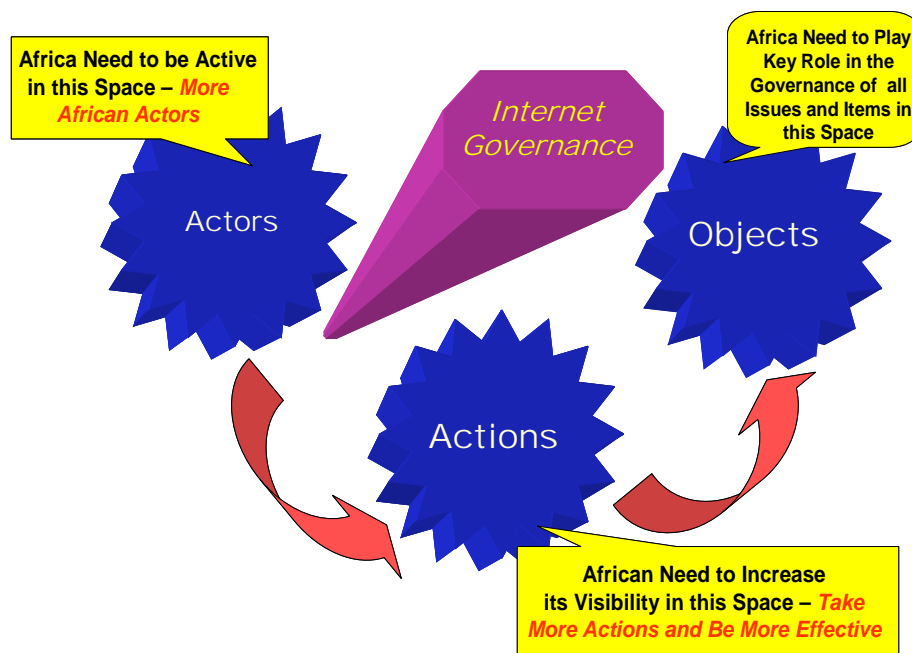 Africa Need to be Active
in this Space – More
African Actors
Internet
Governance
Africa Need to Play
Key Role in the
Governance of all
Issues and Items in
this Space
Actors
Objects
Actions
African Need to Increase
its Visibility in this Space – Take
More Actions and Be More Effective